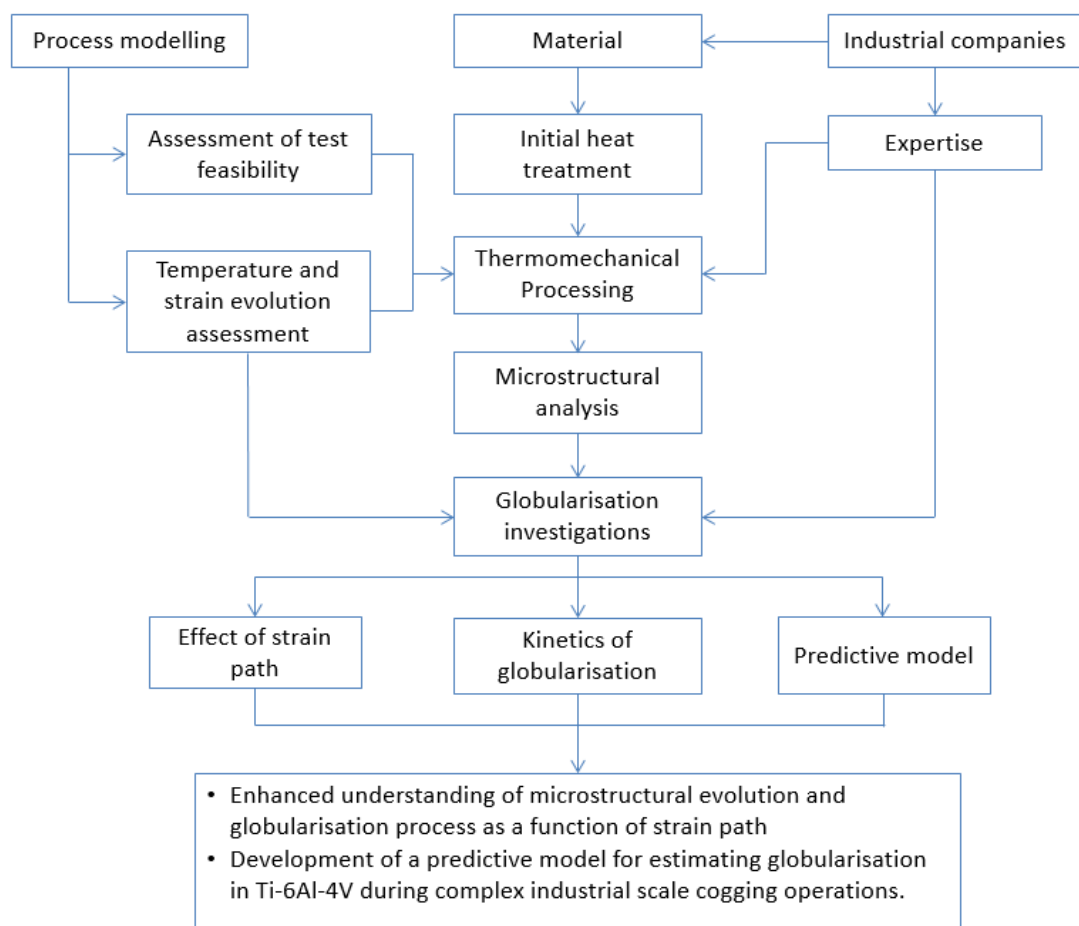 Process modelling
Material
Industrial companies
Assessment of test
feasibility
Initial heat
treatment
Expertise
Temperature and
strain evolution
assessment
Thermomechanical
Processing
Microstructural
analysis
Globularisation
investigations
Effect of strain
path
Kinetics of
globularisation
Predictive model
• Enhanced understanding of microstructural evolution and
globularisation process as a function of strain path
• Development of a predictive model for estimating globularisation
in Ti-6Al-4V during complex industrial scale cogging operations.